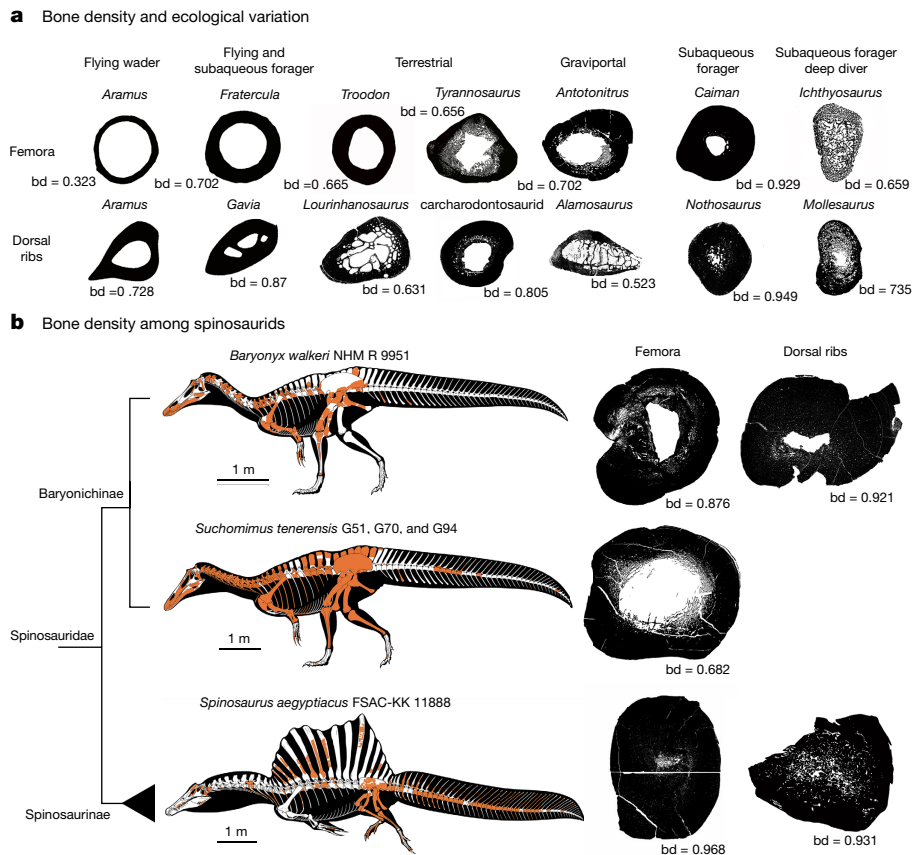 a Bone density and ecological variation
Flying wader
Flying and
subaqueous forager
Terrestrial
Graviportal
Subaqueous
forager
Subaqueous forager
deep diver
Aramus
Fratercula
Troodon
Tyrannosaurus
Antotonitrus
Caiman
Ichthyosaurus
Femora
bd = 0.323
bd = 0.702
bd =0 .665
bd = 0.656
bd = 0.702
bd = 0.929
bd = 0.659
Aramus
Gavia
Lourinhanosaurus
carcharodontosaurid
Alamosaurus
Nothosaurus
Mollesaurus
Dorsal
ribs
bd =0 .728
bd = 0.87
bd = 0.631
bd = 0.805
bd = 0.523
bd = 0.949
bd = 735
b Bone density among spinosaurids
Baryonyx walkeri NHM R 9951
Femora
Dorsal ribs
1 m
bd = 0.876
bd = 0.921
Baryonichinae
Suchomimus tenerensis G51, G70, and G94
Spinosauridae
1 m
bd = 0.682
Spinosaurus aegyptiacus FSAC-KK 11888
Spinosaurinae
1 m
bd = 0.968
bd = 0.931